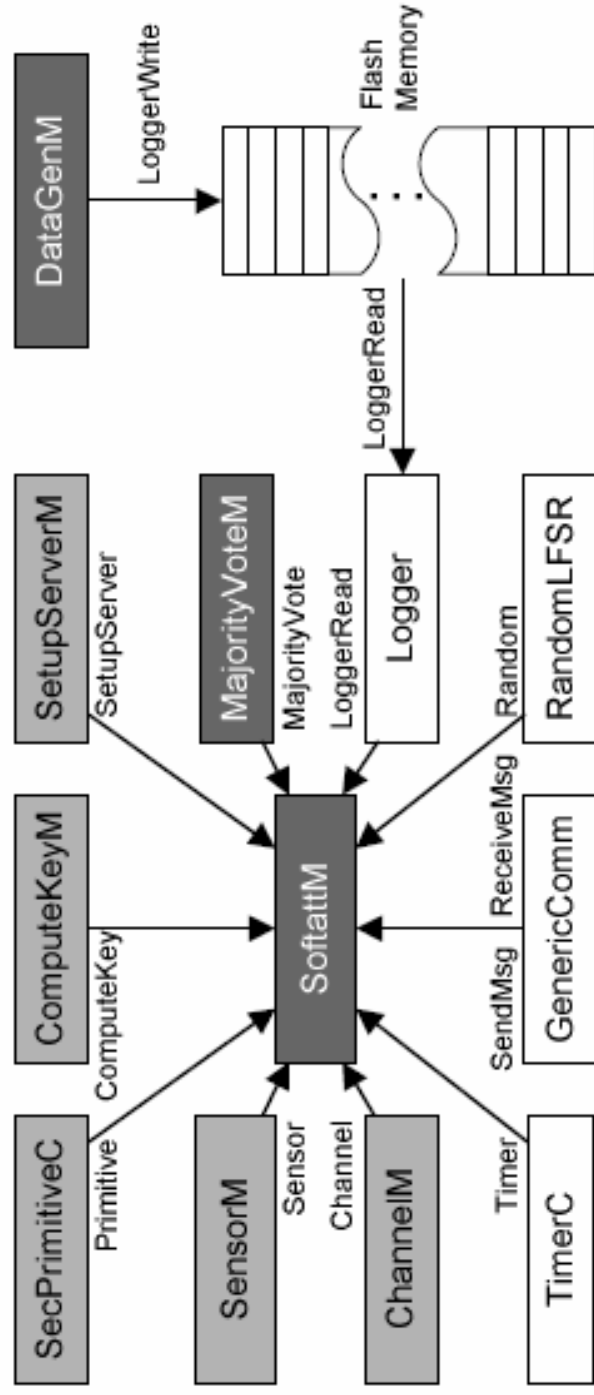 SecPrimitiveC
ComputeKeyM
SetupServerM
DataGenM
Primitive
ComputeKey
SetupServer
LoggerWrite
SensorM
MajorityVoteM
Sensor
MajorityVote
SoftattM
Channel
LoggerRead
LoggerRead
Flash
Memory
ChannelM
Logger
Timer
SendMsg
ReceiveMsg
Random
TimerC
GenericComm
RandomLFSR